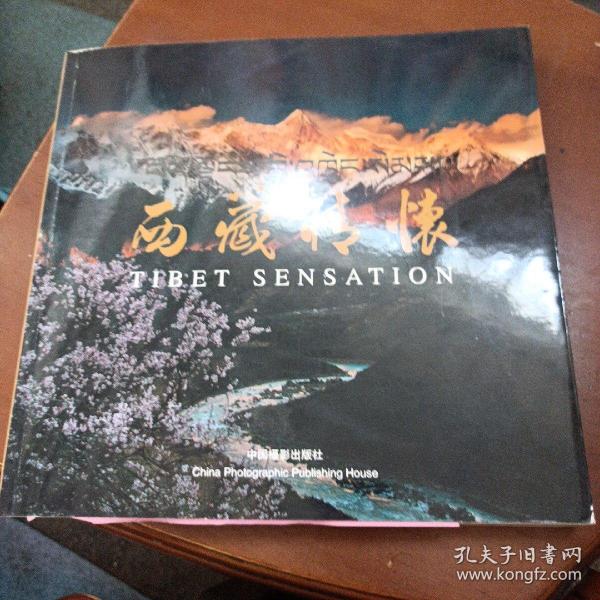 西藏情懷
TIBET SENSATION
中国摄影出版社
China Photographic Publishing House
孔夫子旧书网
www.kongfz.com